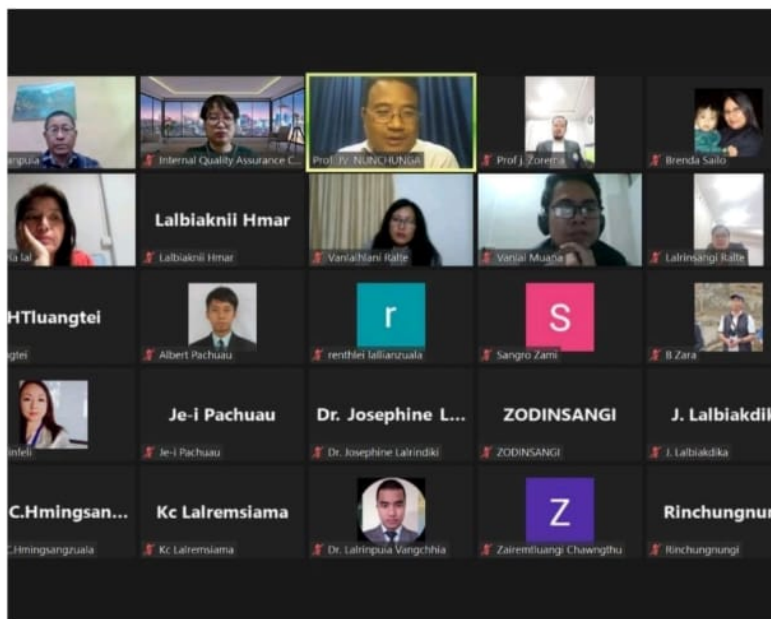 Internal Quality Assurance C...
Prof. JV. NUNCHUNGA
Prof j. Zorema
Brenda Sailo
Lalbiaknii Hmar
Lalbiaknii Hmar
Vanlalhlani Ralte
Vanlal Muana
Lalrinsangi Ralte
HTluangtei
Albert Pachuau
r
renthlei lallianzuala
S
Sangro Zami
B Zara
Je-i Pachuau
Dr. Josephine L...
ZODINSANGI
J. Lalbiakdik
Je-i Pachuau
Dr. Josephine Lalrindiki
ZODINSANGI
J. Lalbiakdika
C.Hmingsan...
Kc Lalremsiama
Z
Rinchungnu
C.Hmingsangzuala
Kc Lalremsiama
Dr. Lalrinpuia Vangchhia
Zairemtluangi Chawngthu
Rinchungnungi